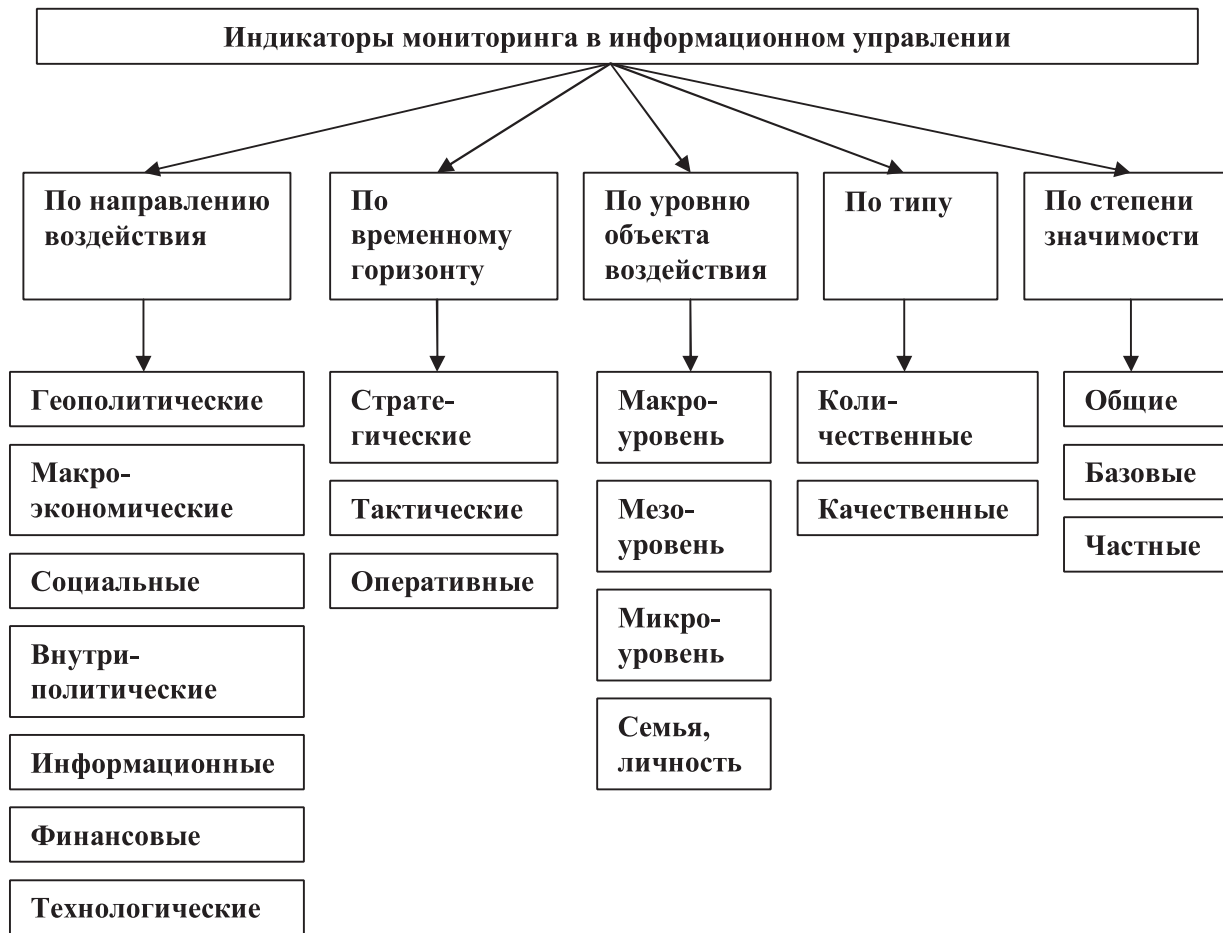 Индикаторы мониторинга в информационном управлении
По направлению
воздействия
По
временному
горизонту
По уровню
объекта
воздействия
По типу
По степени
значимости
Геополитические
Макро-
экономические
Социальные
Внутри-
политические
Информационные
Финансовые
Технологические
Страте-
гические
Тактические
Оперативные
Макро-
уровень
Мезо-
уровень
Микро-
уровень
Семья,
личность
Коли-
чественные
Качественные
Общие
Базовые
Частные